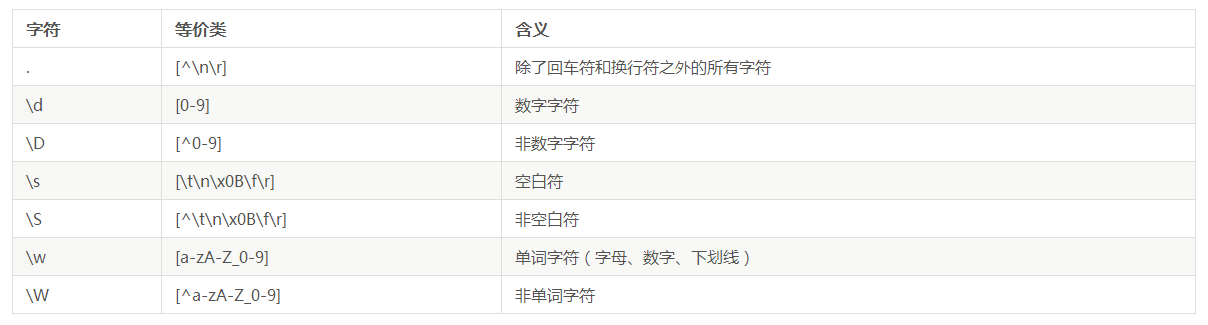 字符 等价类 含义
. [^\n\r] 除了回车符和换行符之外的所有字符
\d [0-9] 数字字符
\D [^0-9] 非数字字符
\s [\t\n\x0B\f\r] 空白符
\S [^\t\n\x0B\f\r] 非空白符
\w [a-zA-Z_0-9] 单词字符（字母、数字、下划线）
\W [^a-zA-Z_0-9] 非单词字符